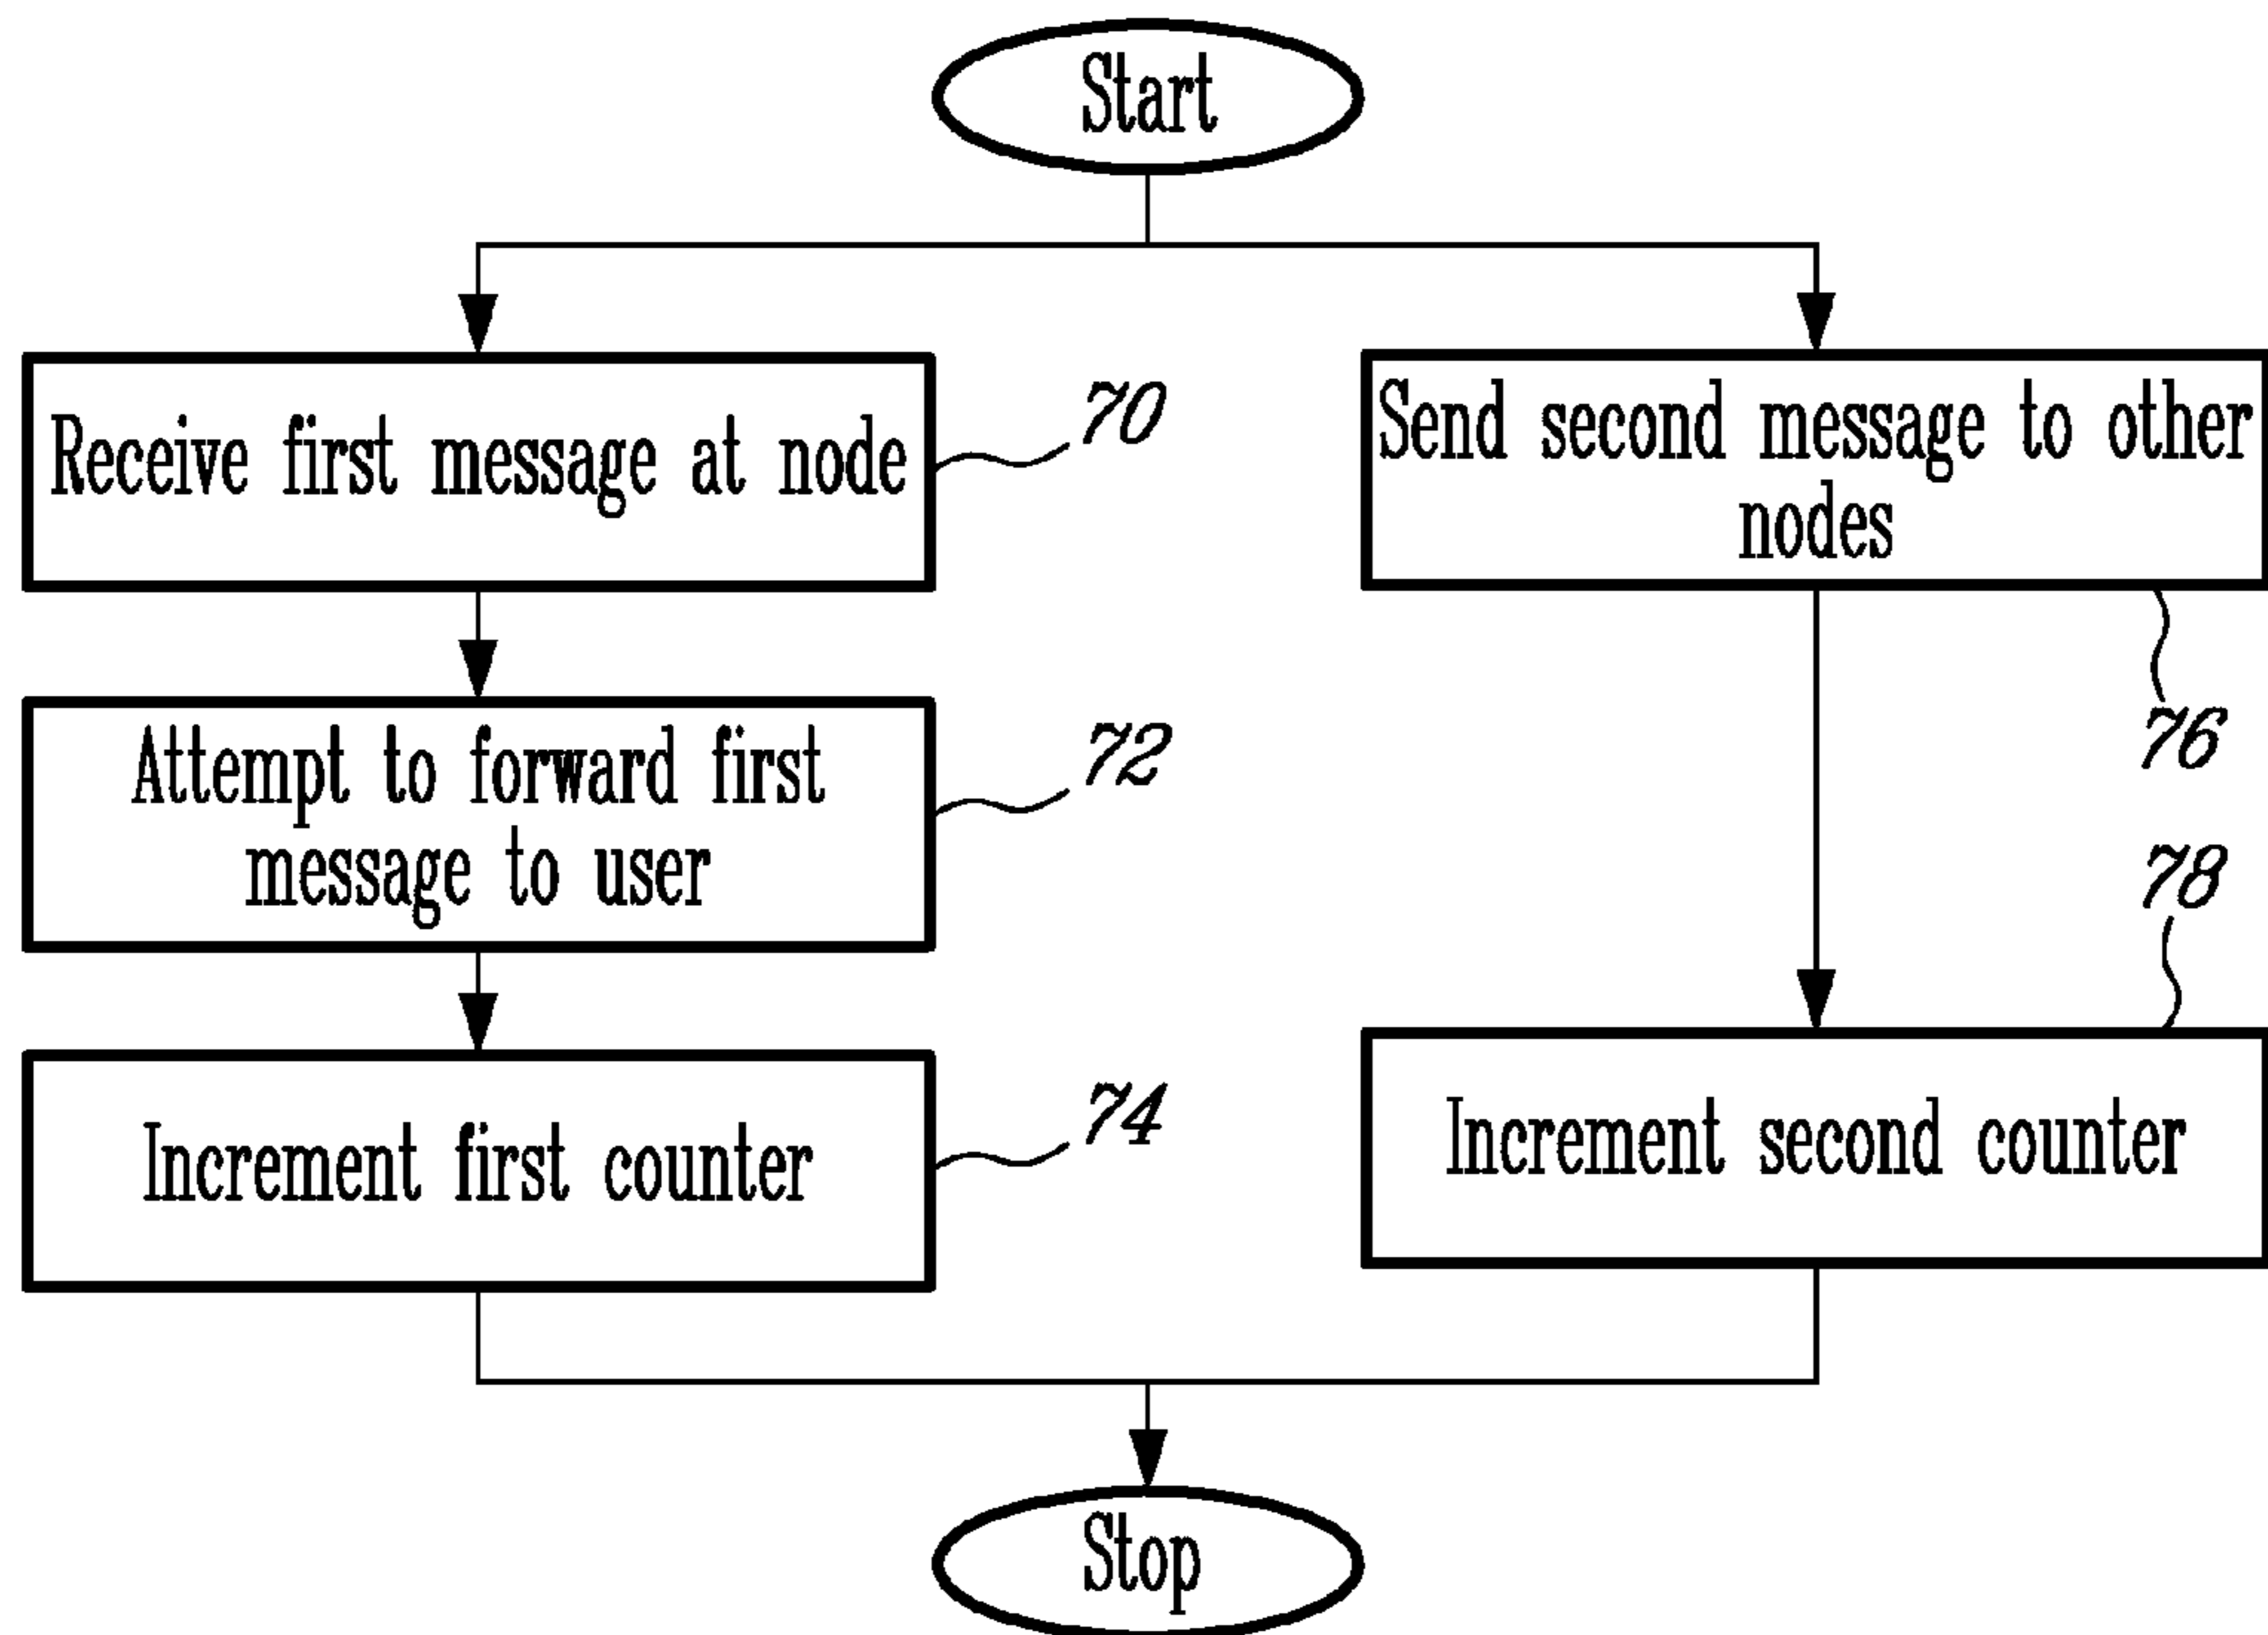 Start
Receive first message at node
70
Send second message to other
nodes
76
Attempt to forward first
message to user
72
78
Increment first counter
74
Increment second counter
Stop